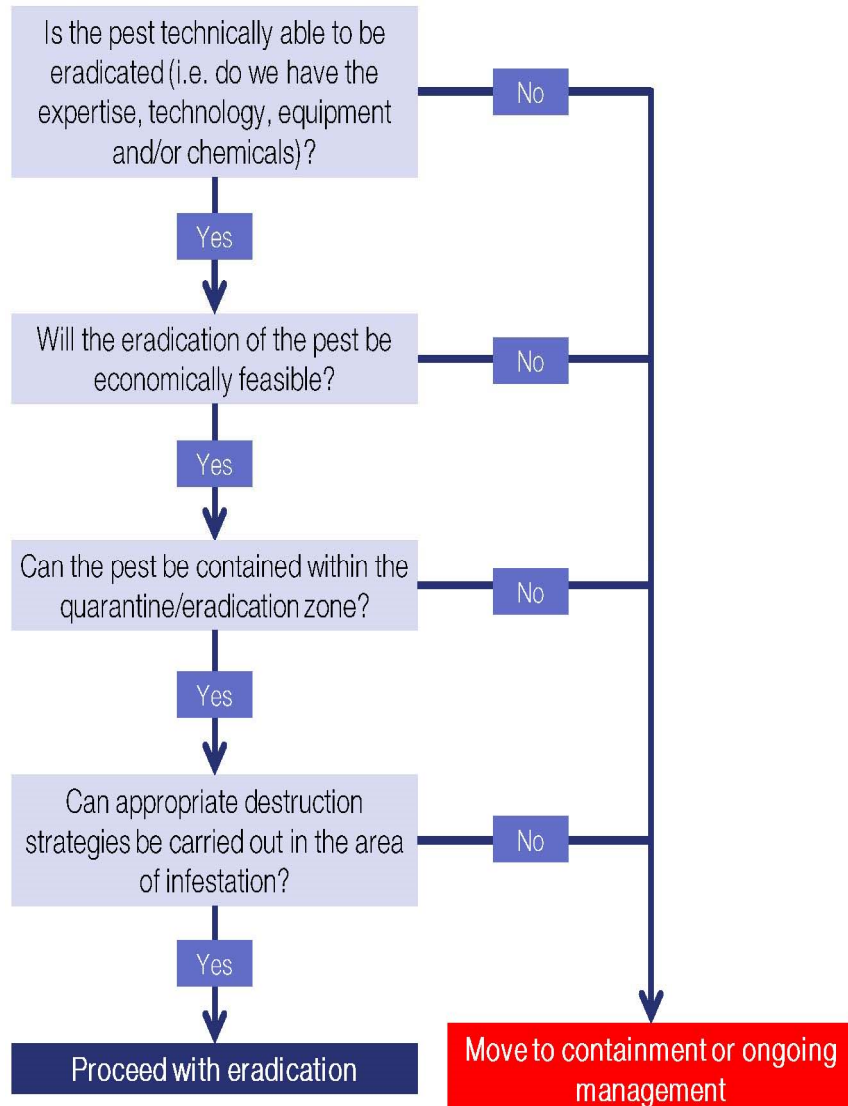 Is the pest technically able to be
eradicated (i.e. do we have the
expertise, technology, equipment
and/or chemicals)?
No
Yes
Will the eradication of the pest be
economically feasible?
No
Yes
Can the pest be contained within the
quarantine/eradication zone?
No
Yes
Can appropriate destruction
strategies be carried out in the area
of infestation?
No
Yes
Proceed with eradication
Move to containment or ongoing
management